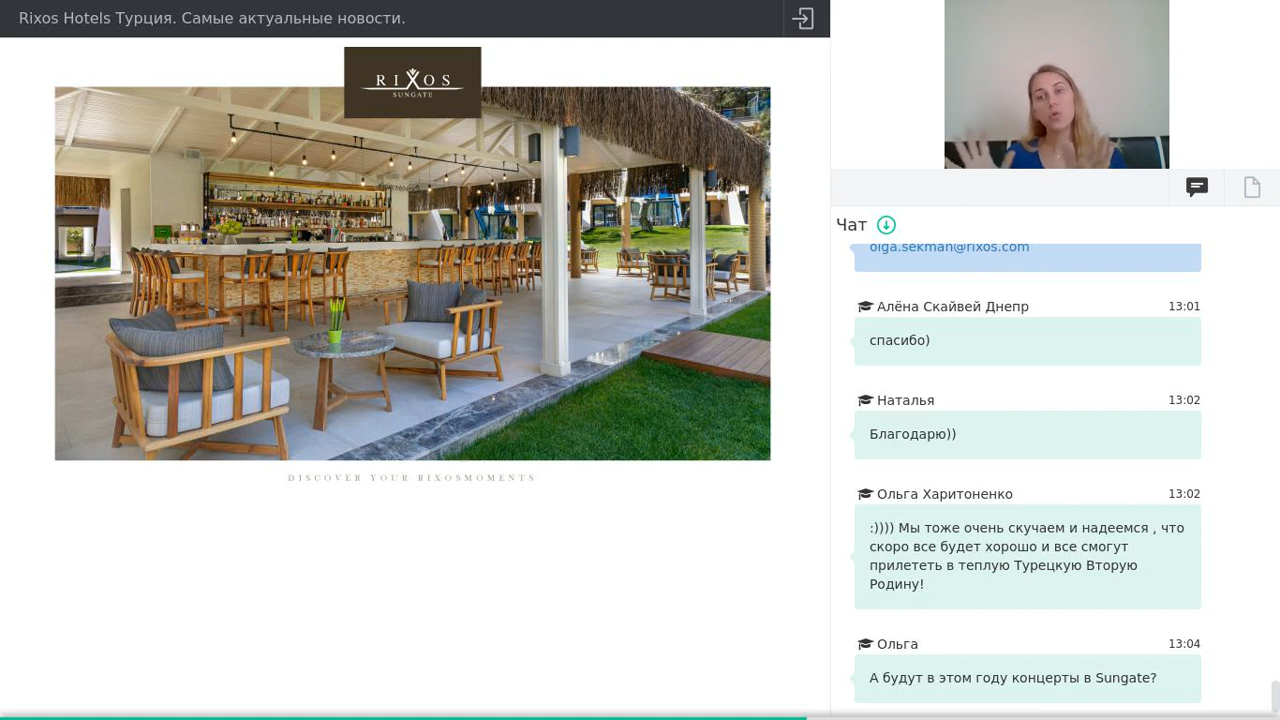 Rixos Hotels Турция. Самые актуальные новости.
RIXOS
SUNGATE
DISCOVER YOUR RIXOSMOMENTS
Чат
olga.sekman@rixos.com
Алёна Скайвей Днепр 13:01
спасибо)
Наталья 13:02
Благодарю))
Ольга Харитоненко 13:02
:)))) Мы тоже очень скучаем и надеемся , что
скоро все будет хорошо и все смогут
прилететь в теплую Турецкую Вторую
Родину!
Ольга 13:04
А будут в этом году концерты в Sungate?